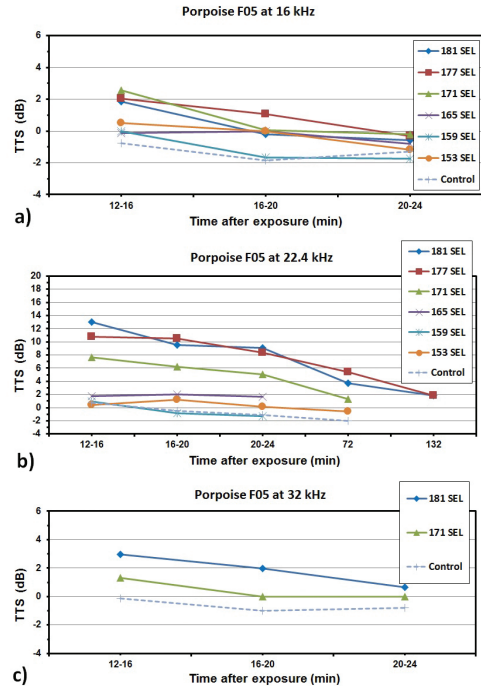 Porpoise F05 at 16 kHz
6
4
2
0
-2
-4
TTS (dB)
181 SEL
177 SEL
171 SEL
165 SEL
159 SEL
153 SEL
Control
12-16 16-20 20-24
Time after exposure (min)
a)
Porpoise F05 at 22.4 kHz
20
18
16
14
12
10
8
6
4
2
0
-2
-4
TTS (dB)
181 SEL
177 SEL
171 SEL
165 SEL
159 SEL
153 SEL
Control
12-16 16-20 20-24 72 132
Time after exposure (min)
b)
Porpoise F05 at 32 kHz
6
4
2
0
-2
-4
TTS (dB)
181 SEL
171 SEL
Control
12-16 16-20 20-24
Time after exposure (min)
c)